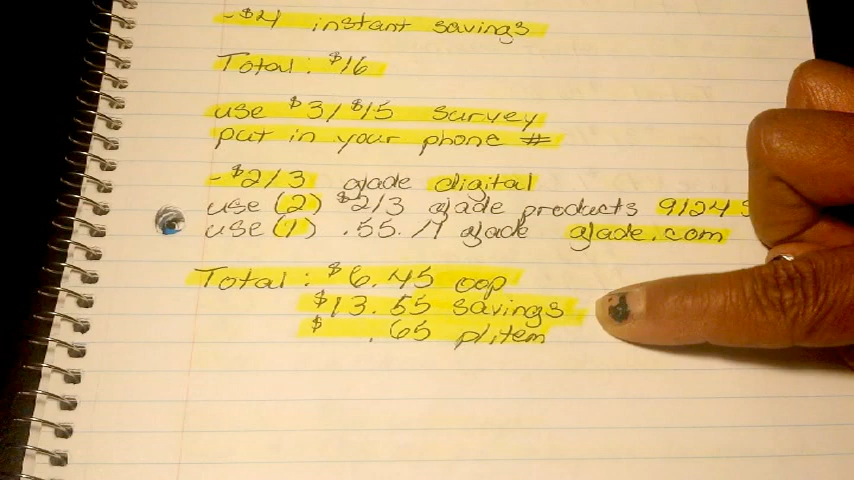 -$4 instant savings
Total: $16
use $3/$15 survey
put in your phone #
-$2/3 glade digital
use (2) $2/3 glade products 9/24 S
use (1) .55./1 glade glade.com
Total: $6.45 oop
$13.55 savings
$ .65 p/item